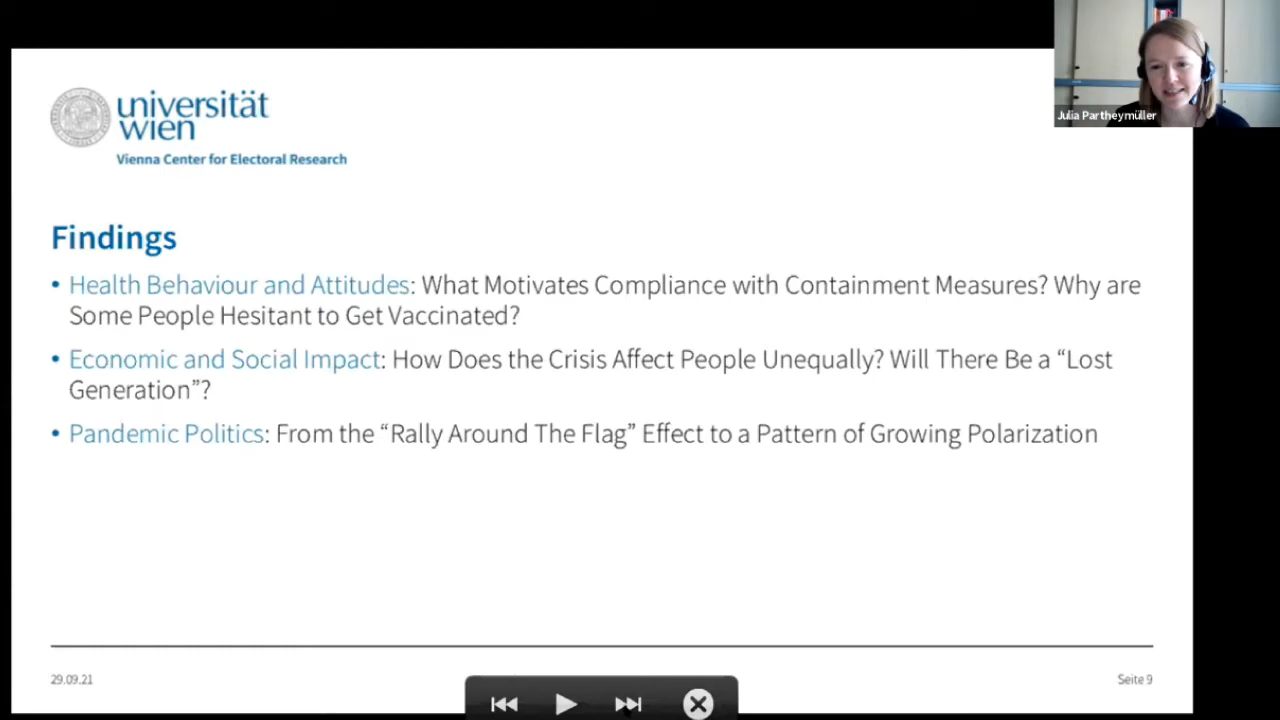 Julia Partheymüller
universität
wien
Vienna Center for Electoral Research
Findings
• Health Behaviour and Attitudes: What Motivates Compliance with Containment Measures? Why are
Some People Hesitant to Get Vaccinated?
• Economic and Social Impact: How Does the Crisis Affect People Unequally? Will There Be a “Lost
Generation”?
• Pandemic Politics: From the “Rally Around The Flag” Effect to a Pattern of Growing Polarization
29.09.21
Seite 9